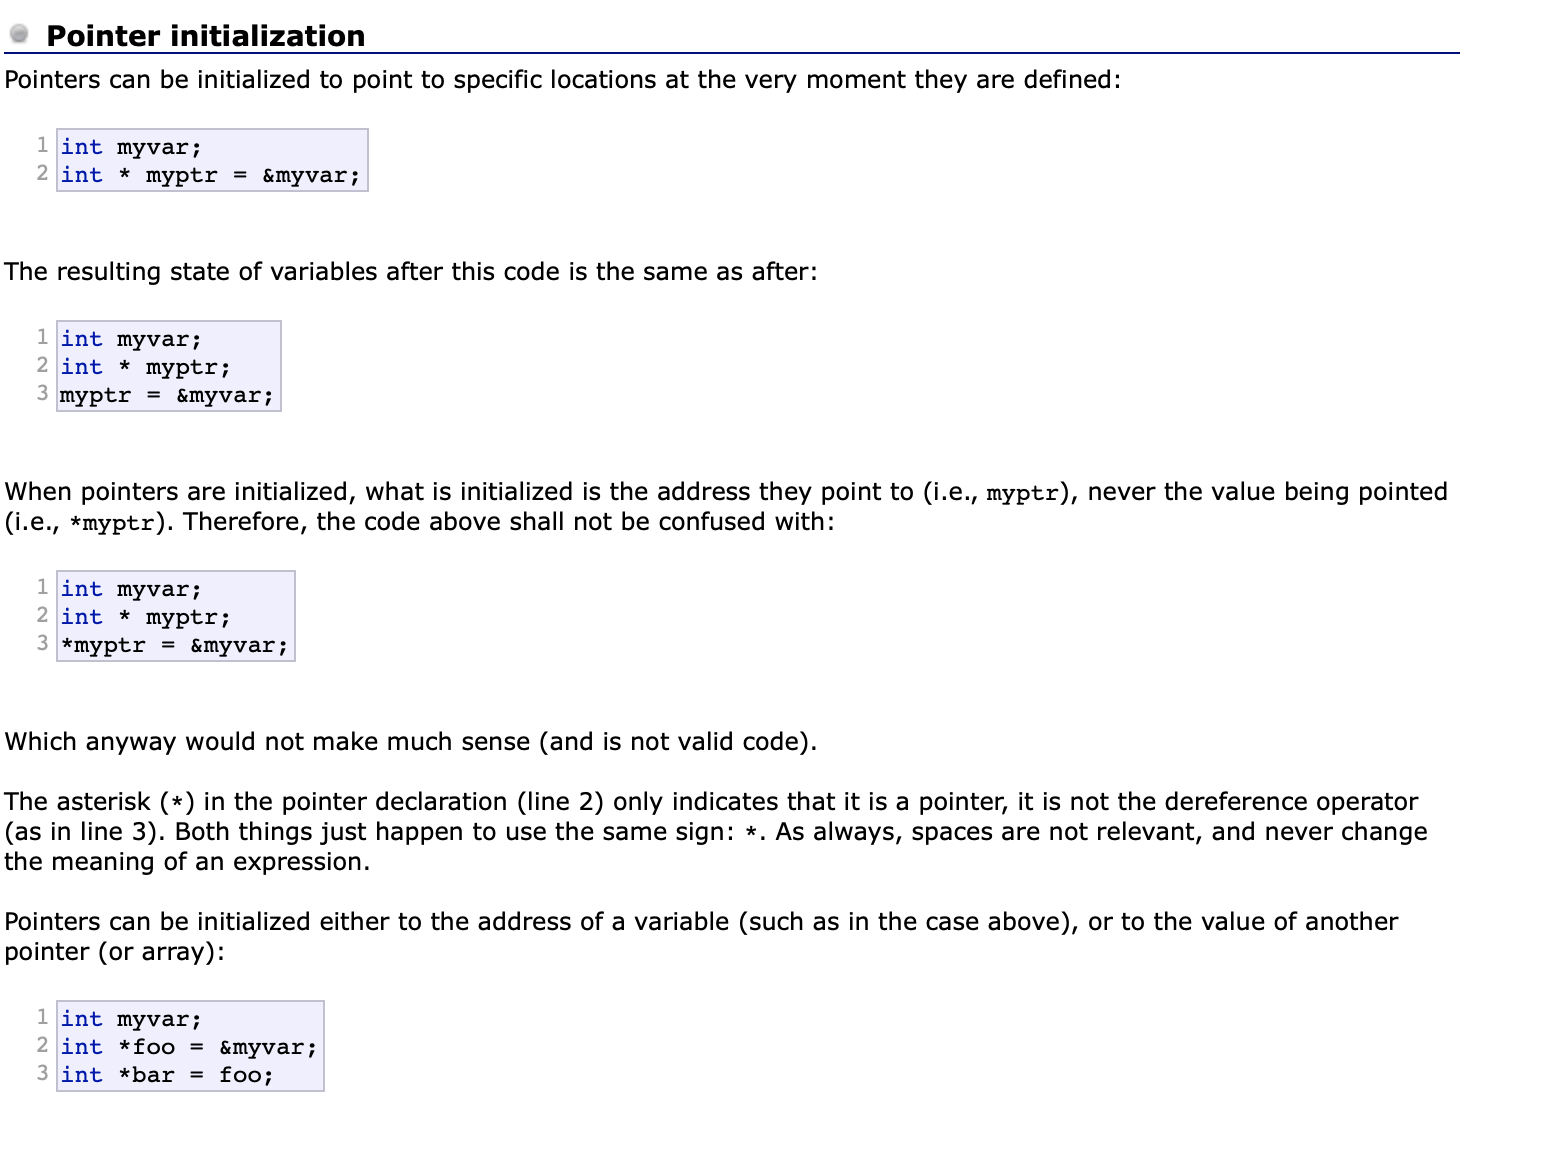 Pointer initialization
Pointers can be initialized to point to specific locations at the very moment they are defined:
1 int myvar;
2 int * myptr = &myvar;
The resulting state of variables after this code is the same as after:
1 int myvar;
2 int * myptr;
3 myptr = &myvar;
When pointers are initialized, what is initialized is the address they point to (i.e., myptr), never the value being pointed
(i.e., *myptr). Therefore, the code above shall not be confused with:
1 int myvar;
2 int * myptr;
3 *myptr = &myvar;
Which anyway would not make much sense (and is not valid code).
The asterisk (*) in the pointer declaration (line 2) only indicates that it is a pointer, it is not the dereference operator
(as in line 3). Both things just happen to use the same sign: *. As always, spaces are not relevant, and never change
the meaning of an expression.
Pointers can be initialized either to the address of a variable (such as in the case above), or to the value of another
pointer (or array):
1 int myvar;
2 int *foo = &myvar;
3 int *bar = foo;